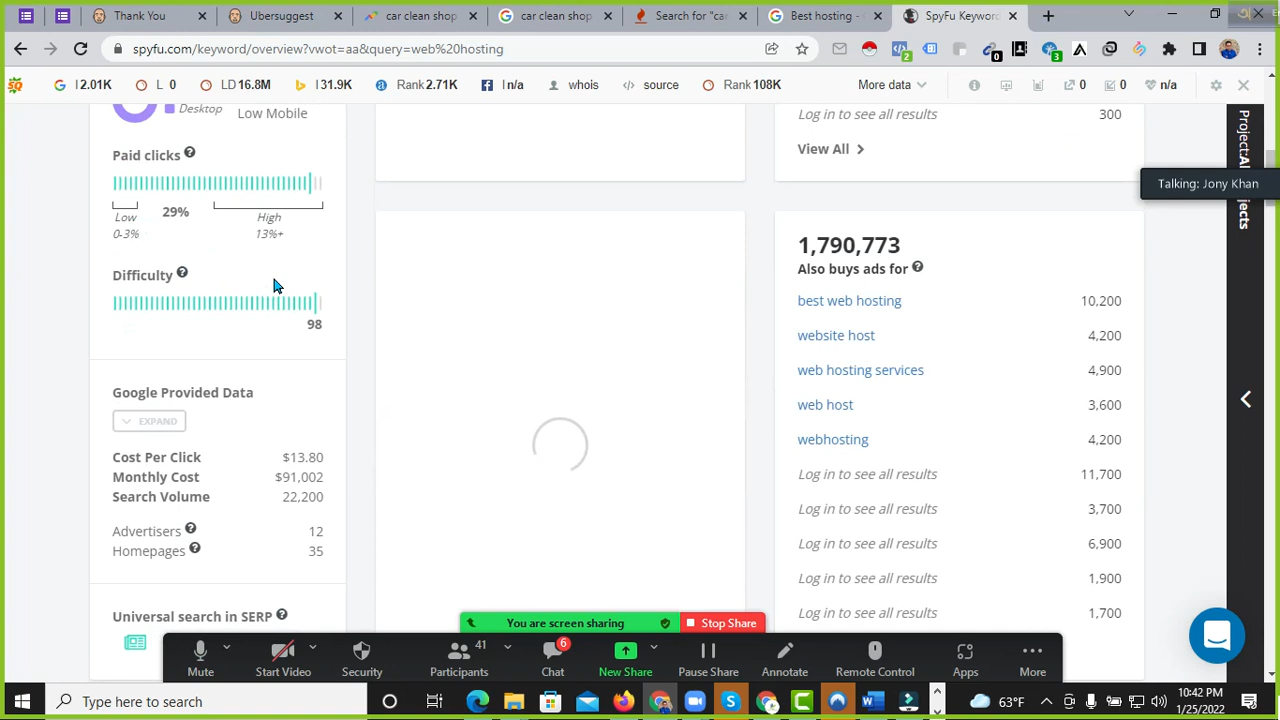 Thank You
Ubersuggest
car clean shop
car clean shop
Search for "car
Best hosting -
SpyFu Keyword
spyfu.com/keyword/overview?vwot=aa&query=web%20hosting
2
0
3
I 2.01K
L 0
LD 16.8M
I 31.9K
Rank 2.71K
I n/a
whois
source
Rank 108K
More data
0
0
n/a
Desktop
Low Mobile
Paid clicks
Low
0-3%
29%
High
13%+
Difficulty
98
Google Provided Data
EXPAND
Cost Per Click $13.80
Monthly Cost $91,002
Search Volume 22,200
Advertisers 12
Homepages 35
Universal search in SERP
Log in to see all results 300
View All
1,790,773
Also buys ads for
best web hosting 10,200
website host 4,200
web hosting services 4,900
web host 3,600
webhosting 4,200
Log in to see all results 11,700
Log in to see all results 3,700
Log in to see all results 6,900
Log in to see all results 1,900
Log in to see all results 1,700
Project:
Talking: Jony Khan
You are screen sharing
Stop Share
Mute
Start Video
Security
41
Participants
6
Chat
New Share
Pause Share
Annotate
Remote Control
Apps
More
Type here to search
63°F
10:42 PM
1/25/2022